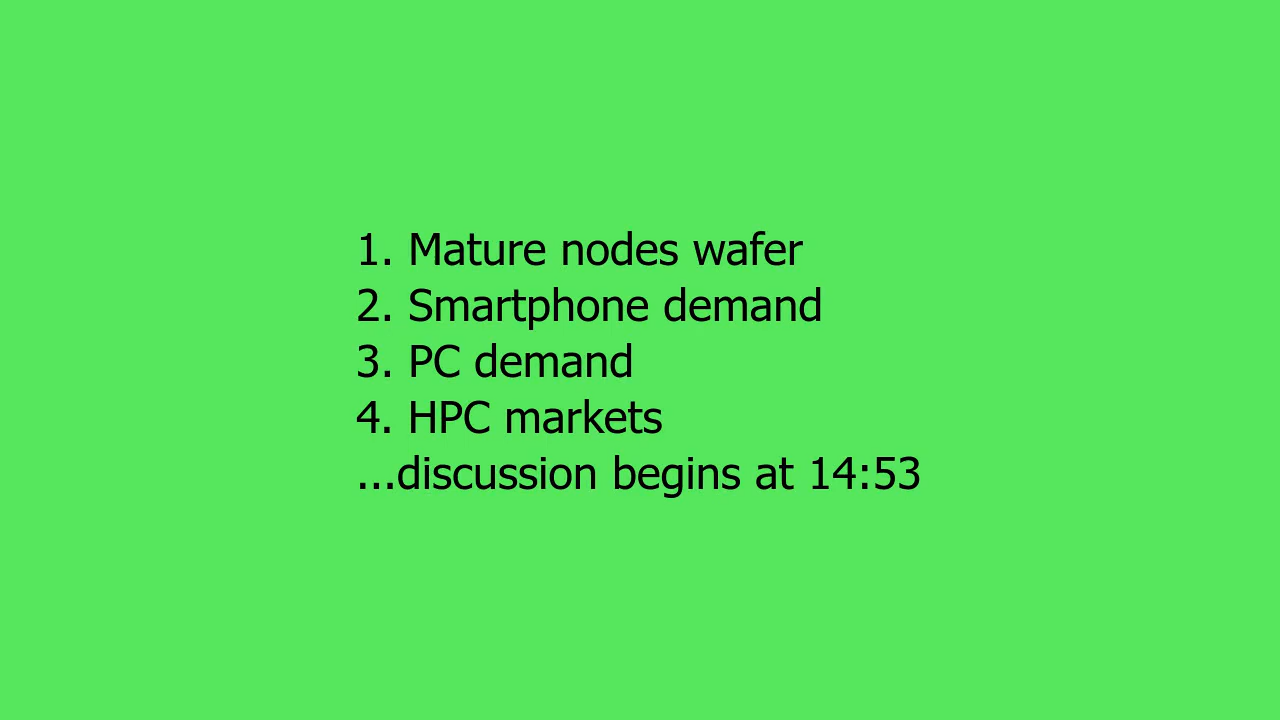 1. Mature nodes wafer
2. Smartphone demand
3. PC demand
4. HPC markets
...discussion begins at 14:53